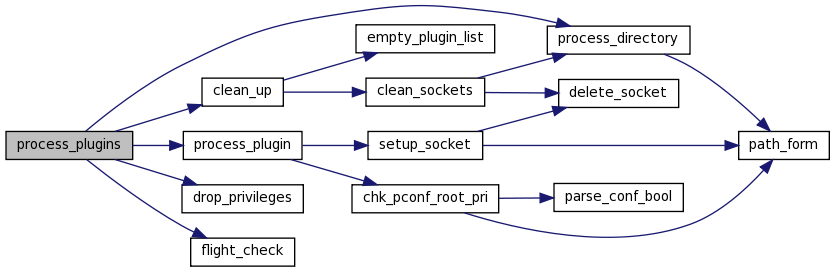 process_plugins
clean_up
process_plugin
drop_privileges
flight_check
empty_plugin_list
clean_sockets
setup_socket
chk_pconf_root_pri
process_directory
delete_socket
parse_conf_bool
path_form